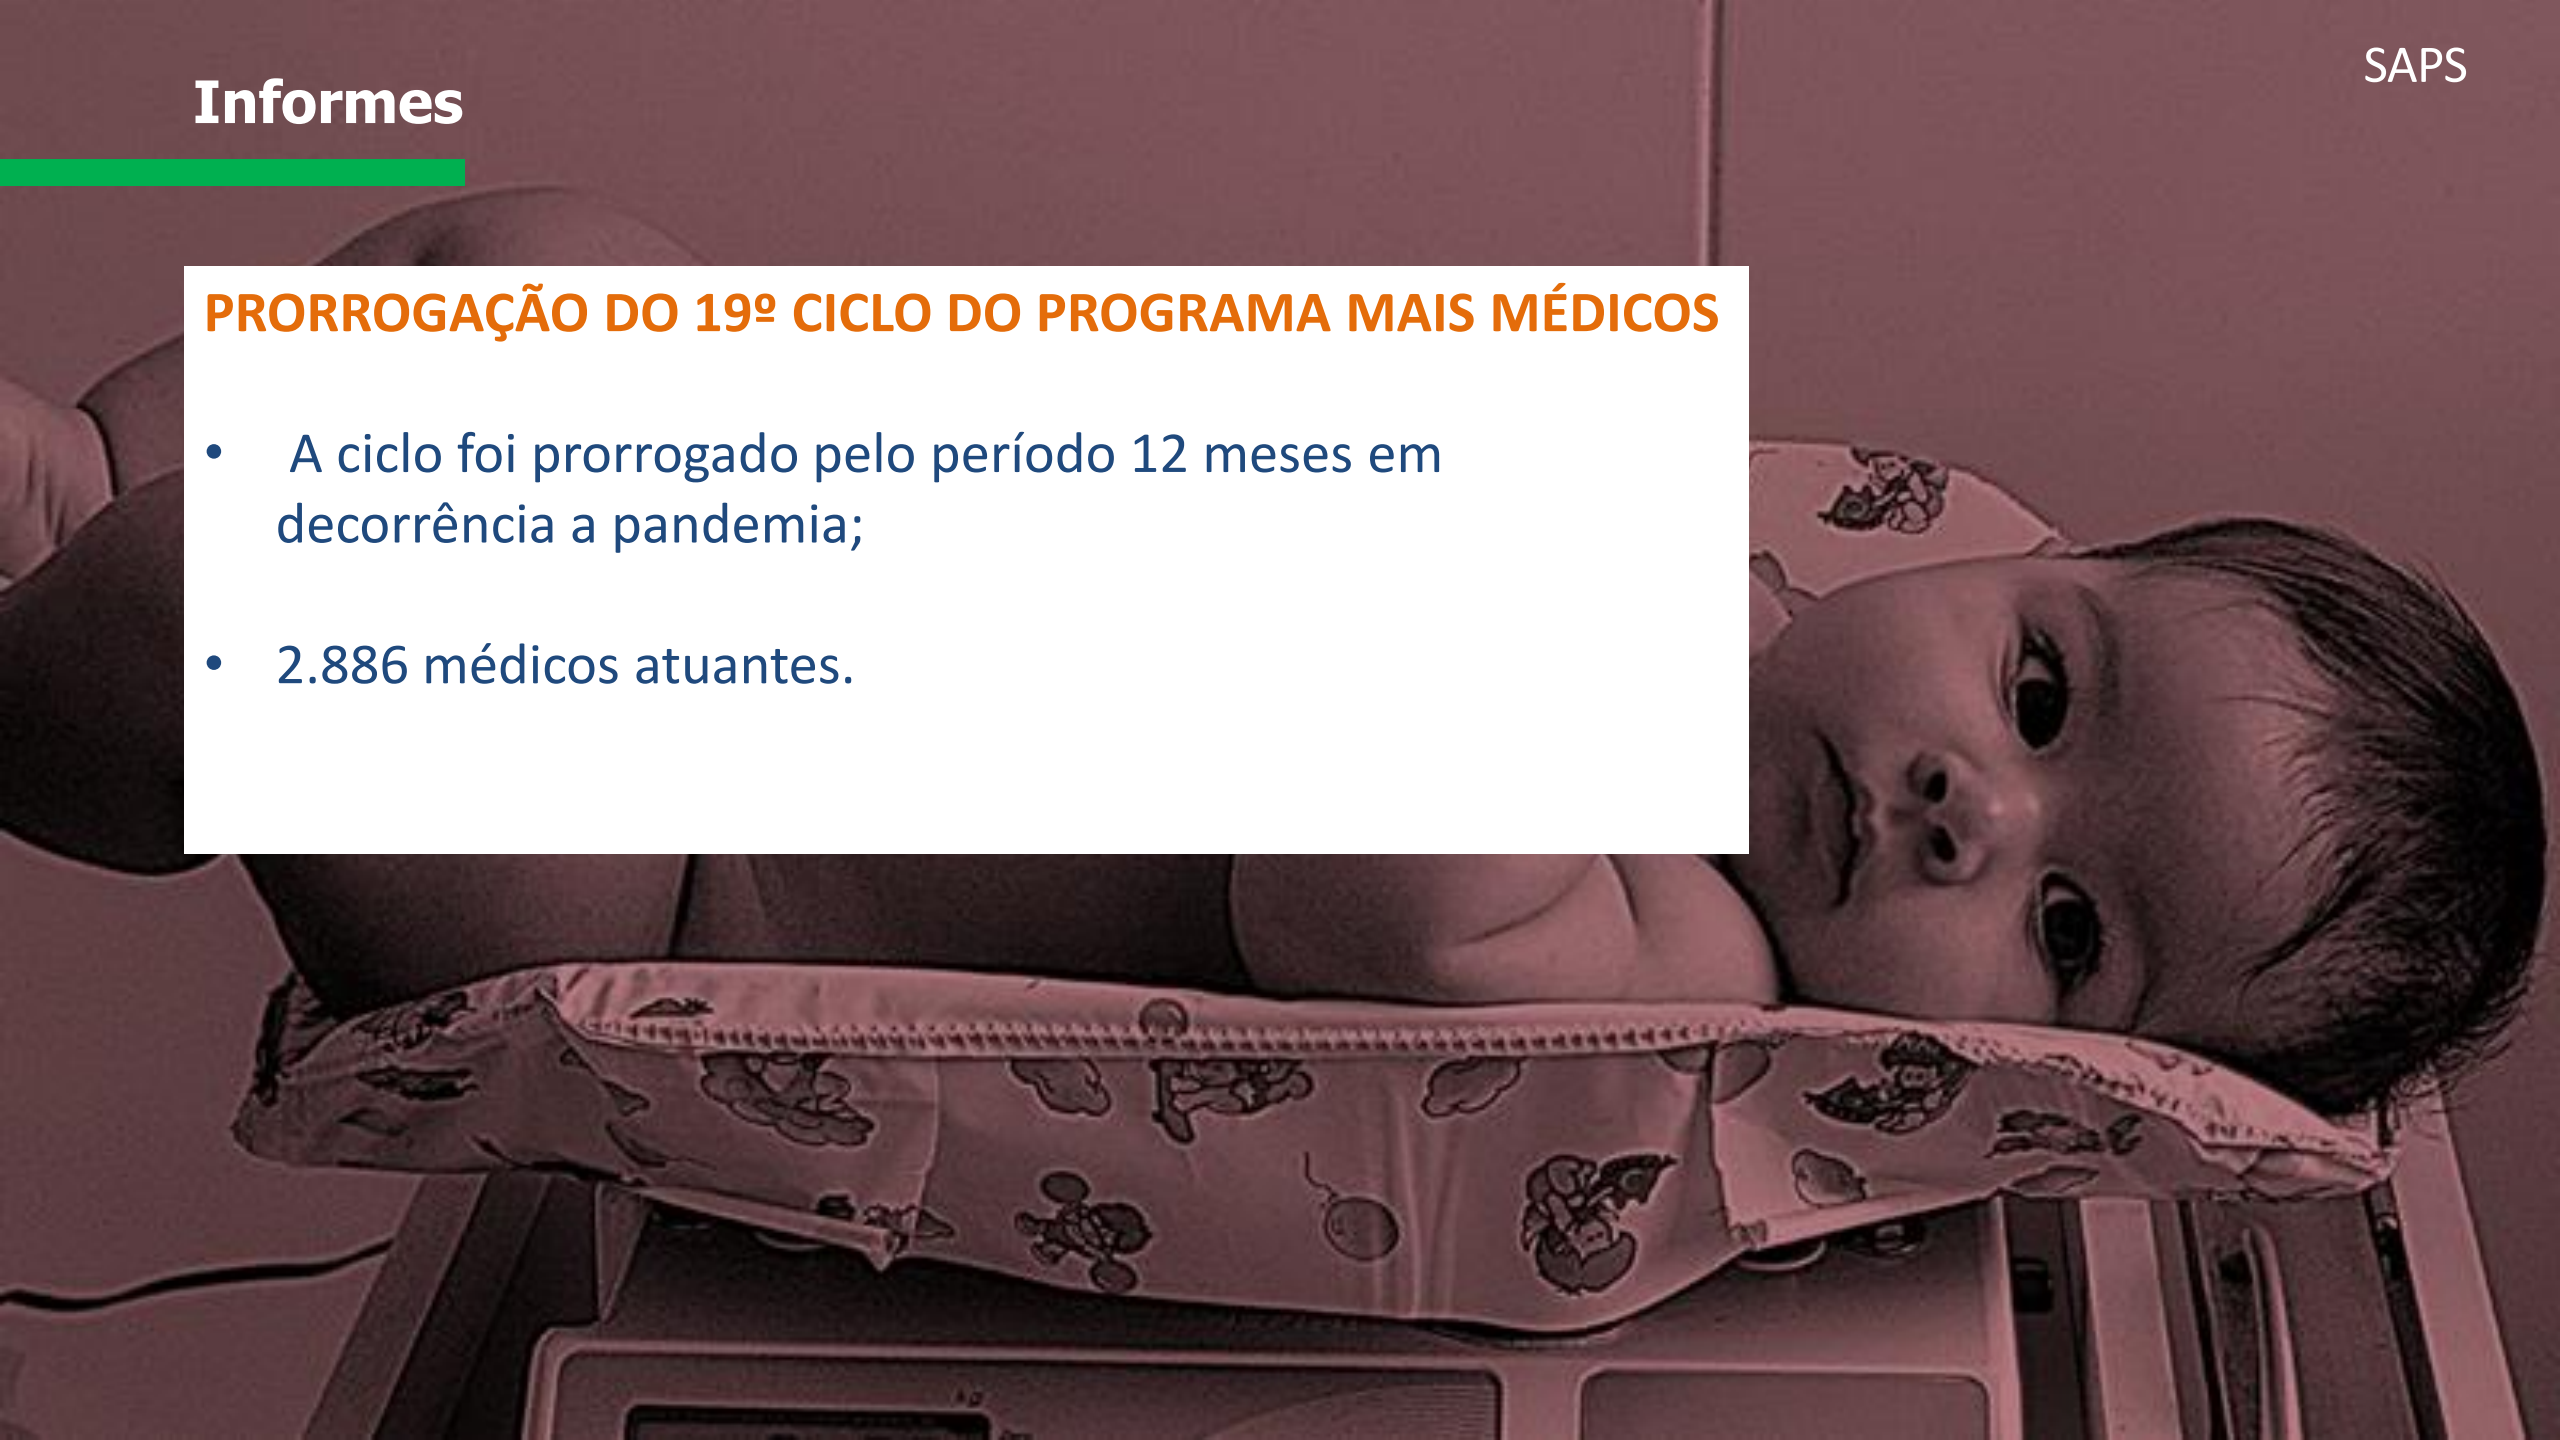 Informes
SAPS
PRORROGAÇÃO DO 19º CICLO DO PROGRAMA MAIS MÉDICOS
• A ciclo foi prorrogado pelo período 12 meses em
decorrência a pandemia;
• 2.886 médicos atuantes.